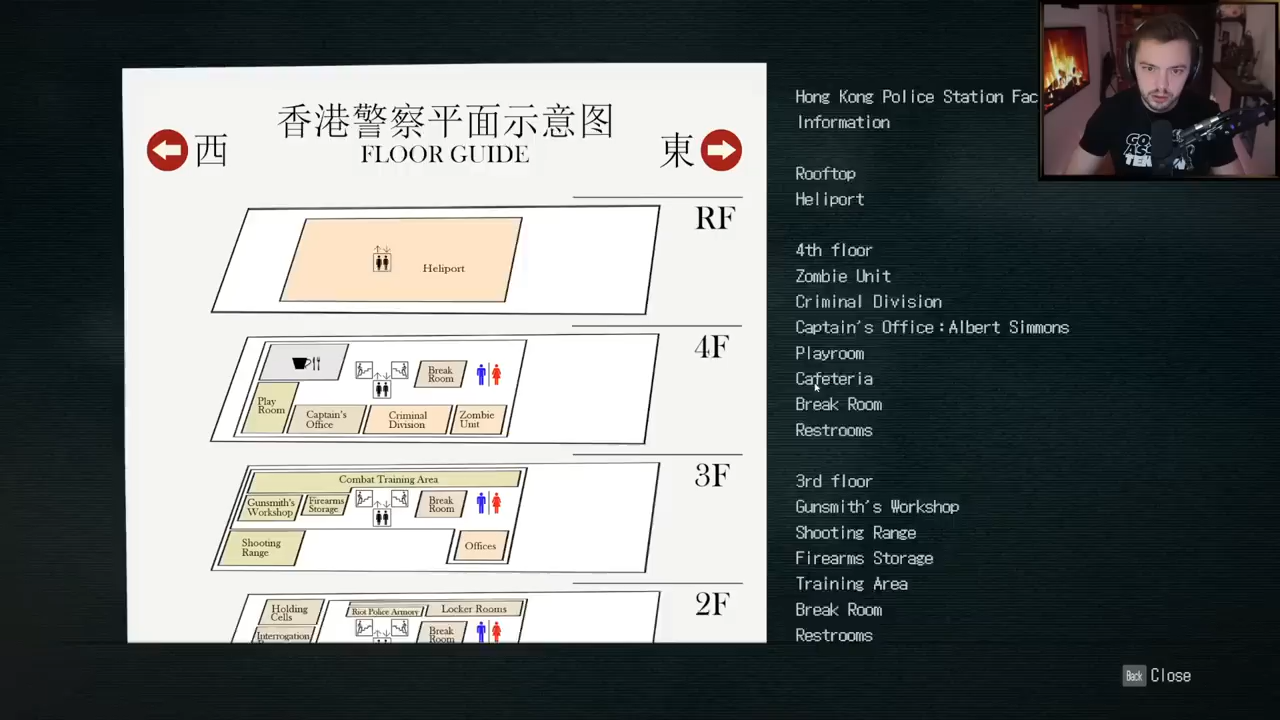 香港警察平面示意图
西
東
FLOOR GUIDE
RF
Heliport
4F
Break Room
Play Room
Captain's Office
Criminal Division
Zombie Unit
3F
Combat Training Area
Gunsmith's Workshop
Firearms Storage
Break Room
Shooting Range
Offices
2F
Holding Cells
Riot Police Armory
Locker Rooms
Interrogation
Break Room
Hong Kong Police Station Fac
Information
Rooftop
Heliport
4th floor
Zombie Unit
Criminal Division
Captain's Office:Albert Simmons
Playroom
Cafeteria
Break Room
Restrooms
3rd floor
Gunsmith's Workshop
Shooting Range
Firearms Storage
Training Area
Break Room
Restrooms
Back Close